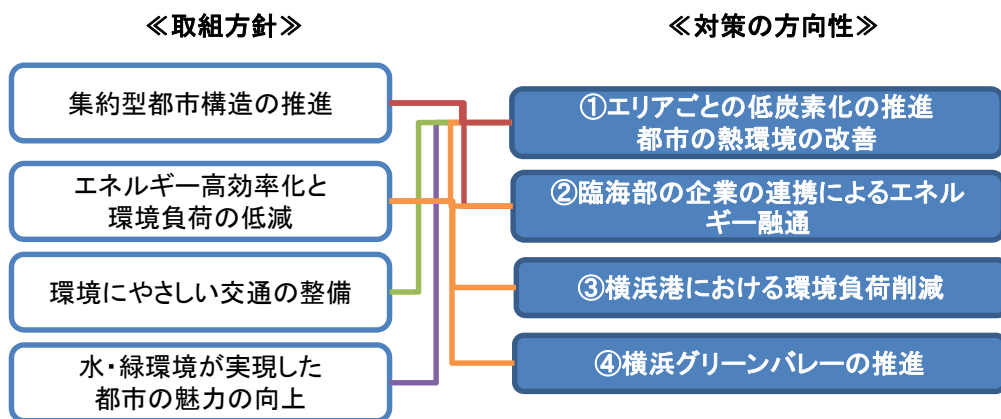 ≪取組方針≫
集約型都市構造の推進
エネルギー高効率化と
環境負荷の低減
環境にやさしい交通の整備
水・緑環境が実現した
都市の魅力の向上
≪対策の方向性≫
①エリアごとの低炭素化の推進
都市の熱環境の改善
②臨海部の企業の連携によるエネル
ギー融通
③横浜港における環境負荷削減
④横浜グリーンバレーの推進